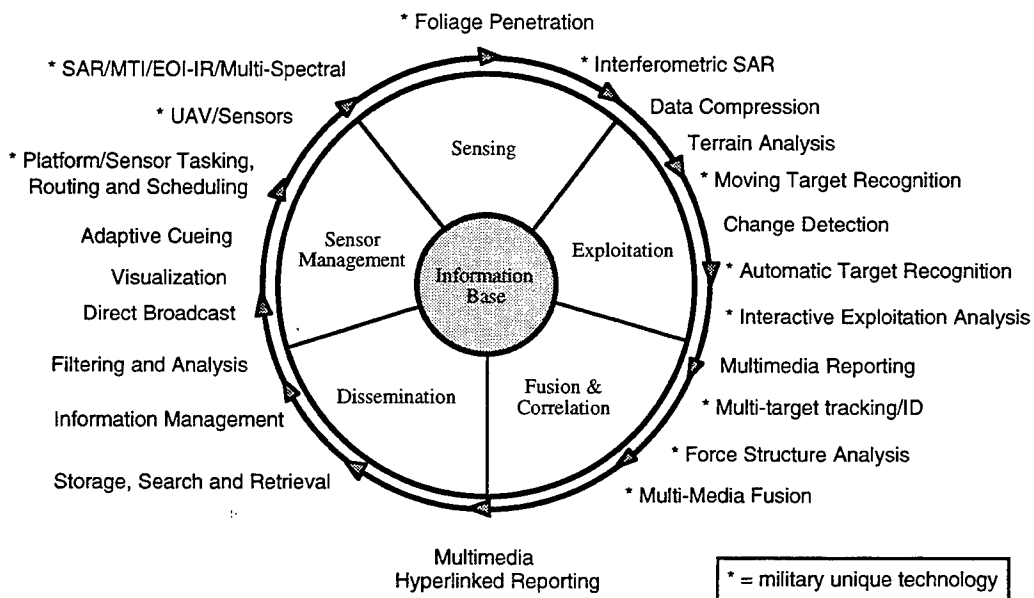 * Foliage Penetration
* SAR/MTI/EOI-IR/Multi-Spectral
* Interferometric SAR
* UAV/Sensors
Data Compression
Terrain Analysis
* Platform/Sensor Tasking,
Routing and Scheduling
* Moving Target Recognition
Adaptive Cueing
Change Detection
Visualization
* Automatic Target Recognition
Direct Broadcast
* Interactive Exploitation Analysis
Filtering and Analysis
Multimedia Reporting
Information Management
* Multi-target tracking/ID
* Force Structure Analysis
Storage, Search and Retrieval
* Multi-Media Fusion
Multimedia
Hyperlinked Reporting
Sensing
Sensor
Management
Exploitation
Information
Base
Dissemination
Fusion &
Correlation
* = military unique technology